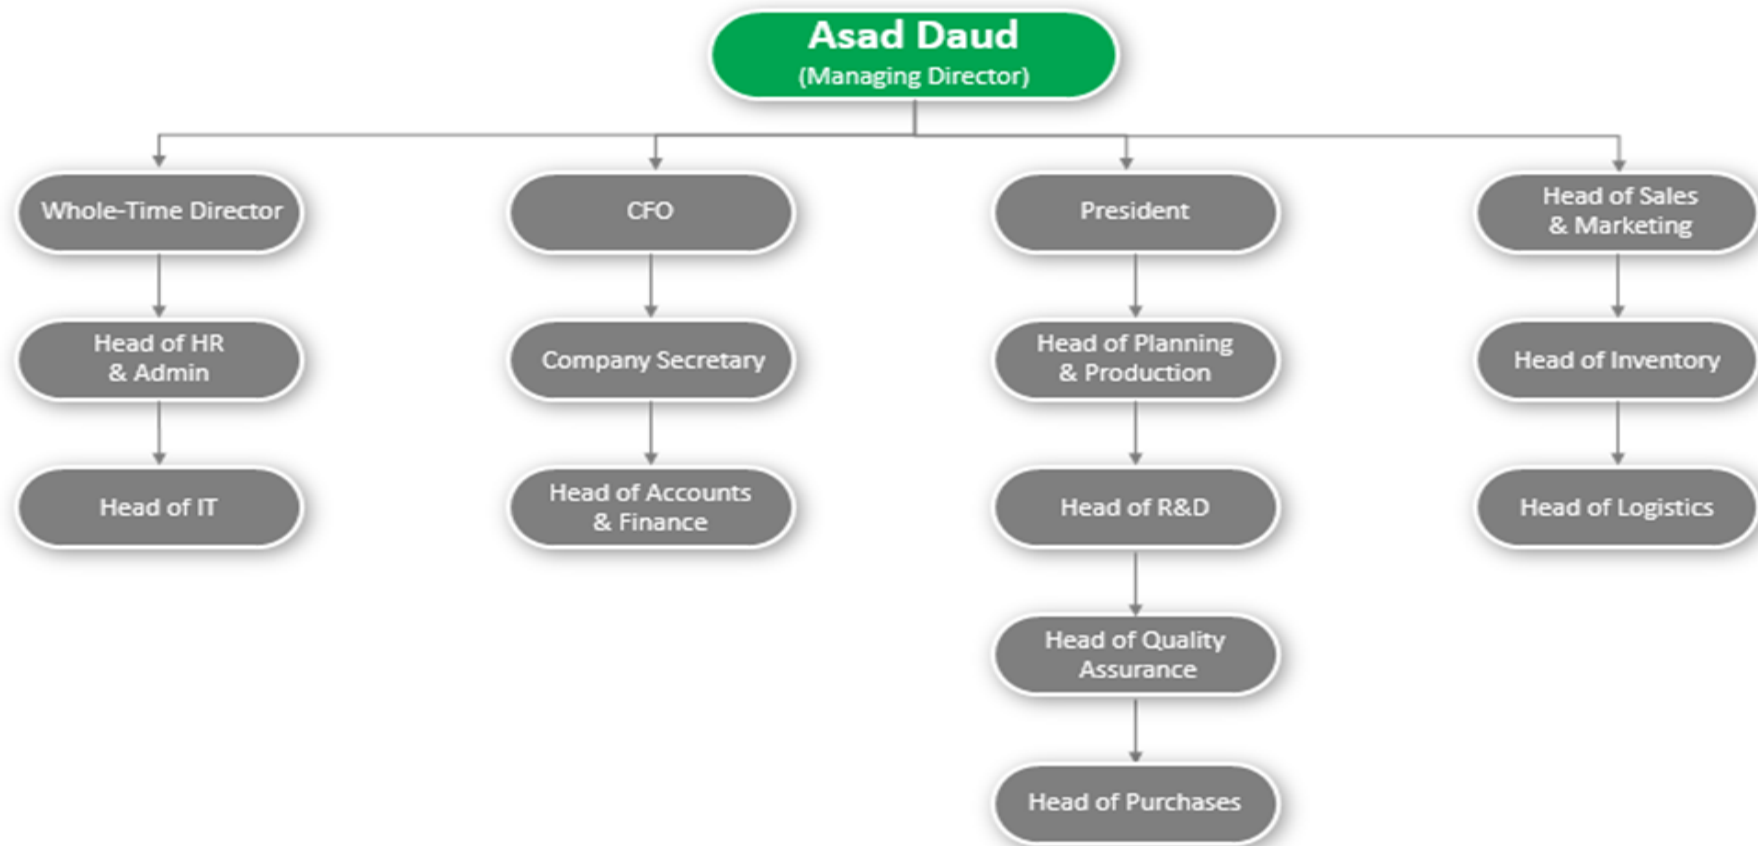 Asad Daud
(Managing Director)
Whole-Time Director
CFO
President
Head of Sales
& Marketing
Head of HR
& Admin
Company Secretary
Head of Planning
& Production
Head of Inventory
Head of IT
Head of Accounts
& Finance
Head of R&D
Head of Logistics
Head of Quality
Assurance
Head of Purchases